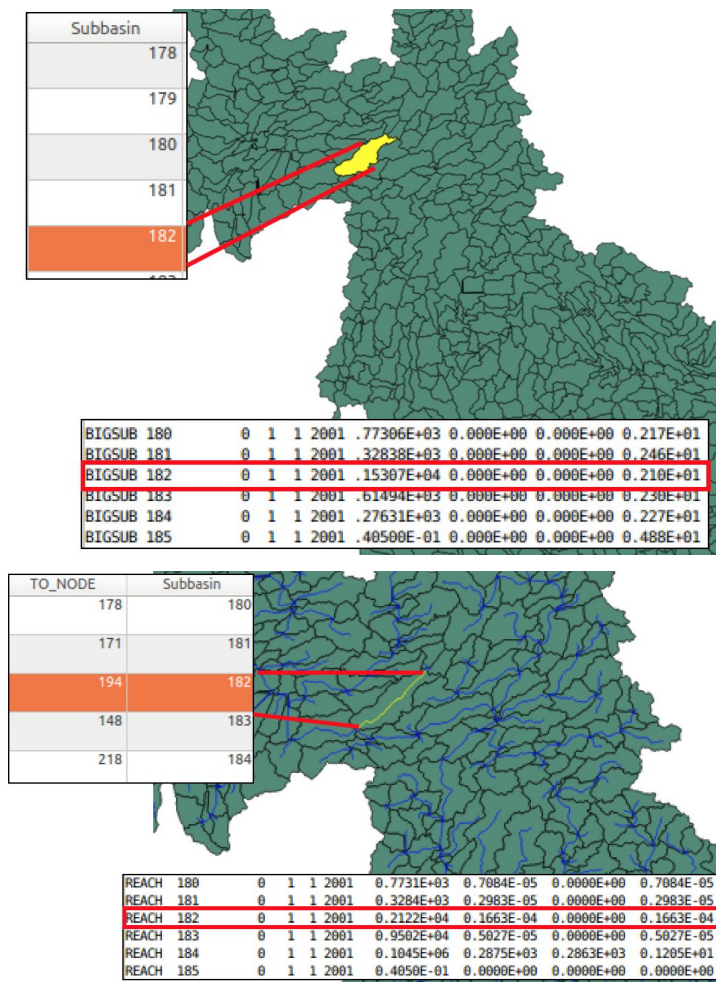 Subbasin
178
179
180
181
182
BIGSUB 180 0 1 1 2001 .77306E+03 0.000E+00 0.000E+00 0.217E+01
BIGSUB 181 0 1 1 2001 .32838E+03 0.000E+00 0.000E+00 0.246E+01
BIGSUB 182 0 1 1 2001 .15307E+04 0.000E+00 0.000E+00 0.210E+01
BIGSUB 183 0 1 1 2001 .61494E+03 0.000E+00 0.000E+00 0.230E+01
BIGSUB 184 0 1 1 2001 .27631E+03 0.000E+00 0.000E+00 0.227E+01
BIGSUB 185 0 1 1 2001 .40500E-01 0.000E+00 0.000E+00 0.488E+01
TO_NODE Subbasin
178 180
171 181
194 182
148 183
218 184
REACH 180 0 1 1 2001 0.7731E+03 0.7084E-05 0.0000E+00 0.7084E-05
REACH 181 0 1 1 2001 0.3284E+03 0.2983E-05 0.0000E+00 0.2983E-05
REACH 182 0 1 1 2001 0.2122E+04 0.1663E-04 0.0000E+00 0.1663E-04
REACH 183 0 1 1 2001 0.9502E+04 0.5027E-05 0.0000E+00 0.5027E-05
REACH 184 0 1 1 2001 0.1045E+06 0.2875E+03 0.2863E+03 0.1205E+01
REACH 185 0 1 1 2001 0.4050E-01 0.0000E+00 0.0000E+00 0.0000E+00